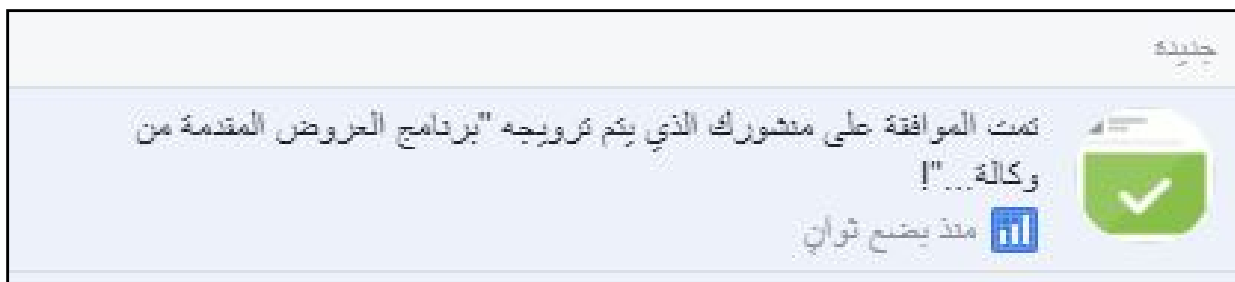 جديدة
تمت الموافقة على منشورك الذي يتم ترويجه "برنامج العروض المقدمة من
وكالة..."!
منذ بضع ثوانٍ